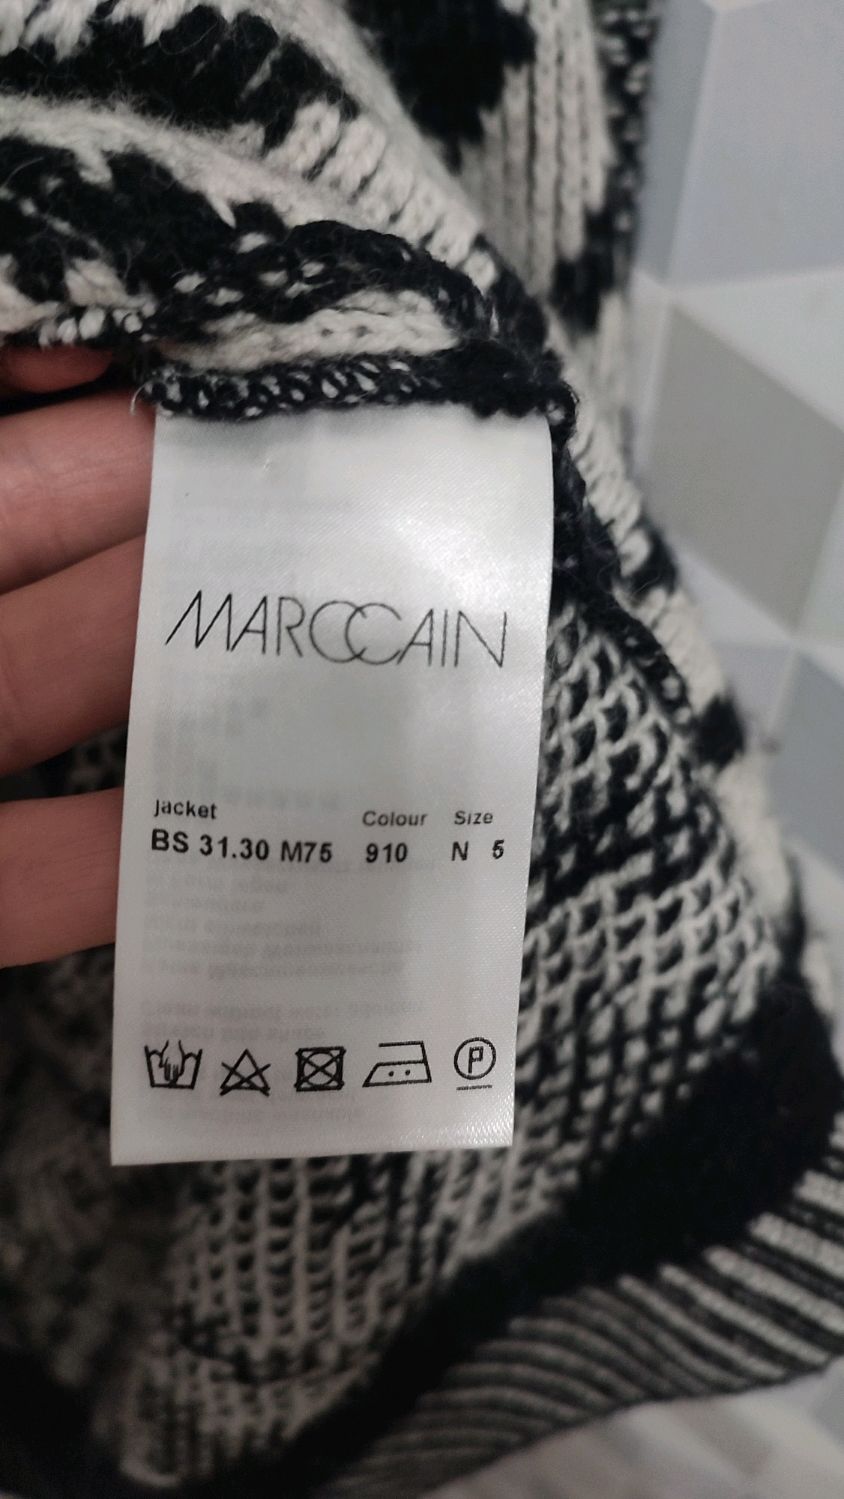 MARCCAIN
Jacket Colour Size
BS 31.30 M75 910 N 5
P